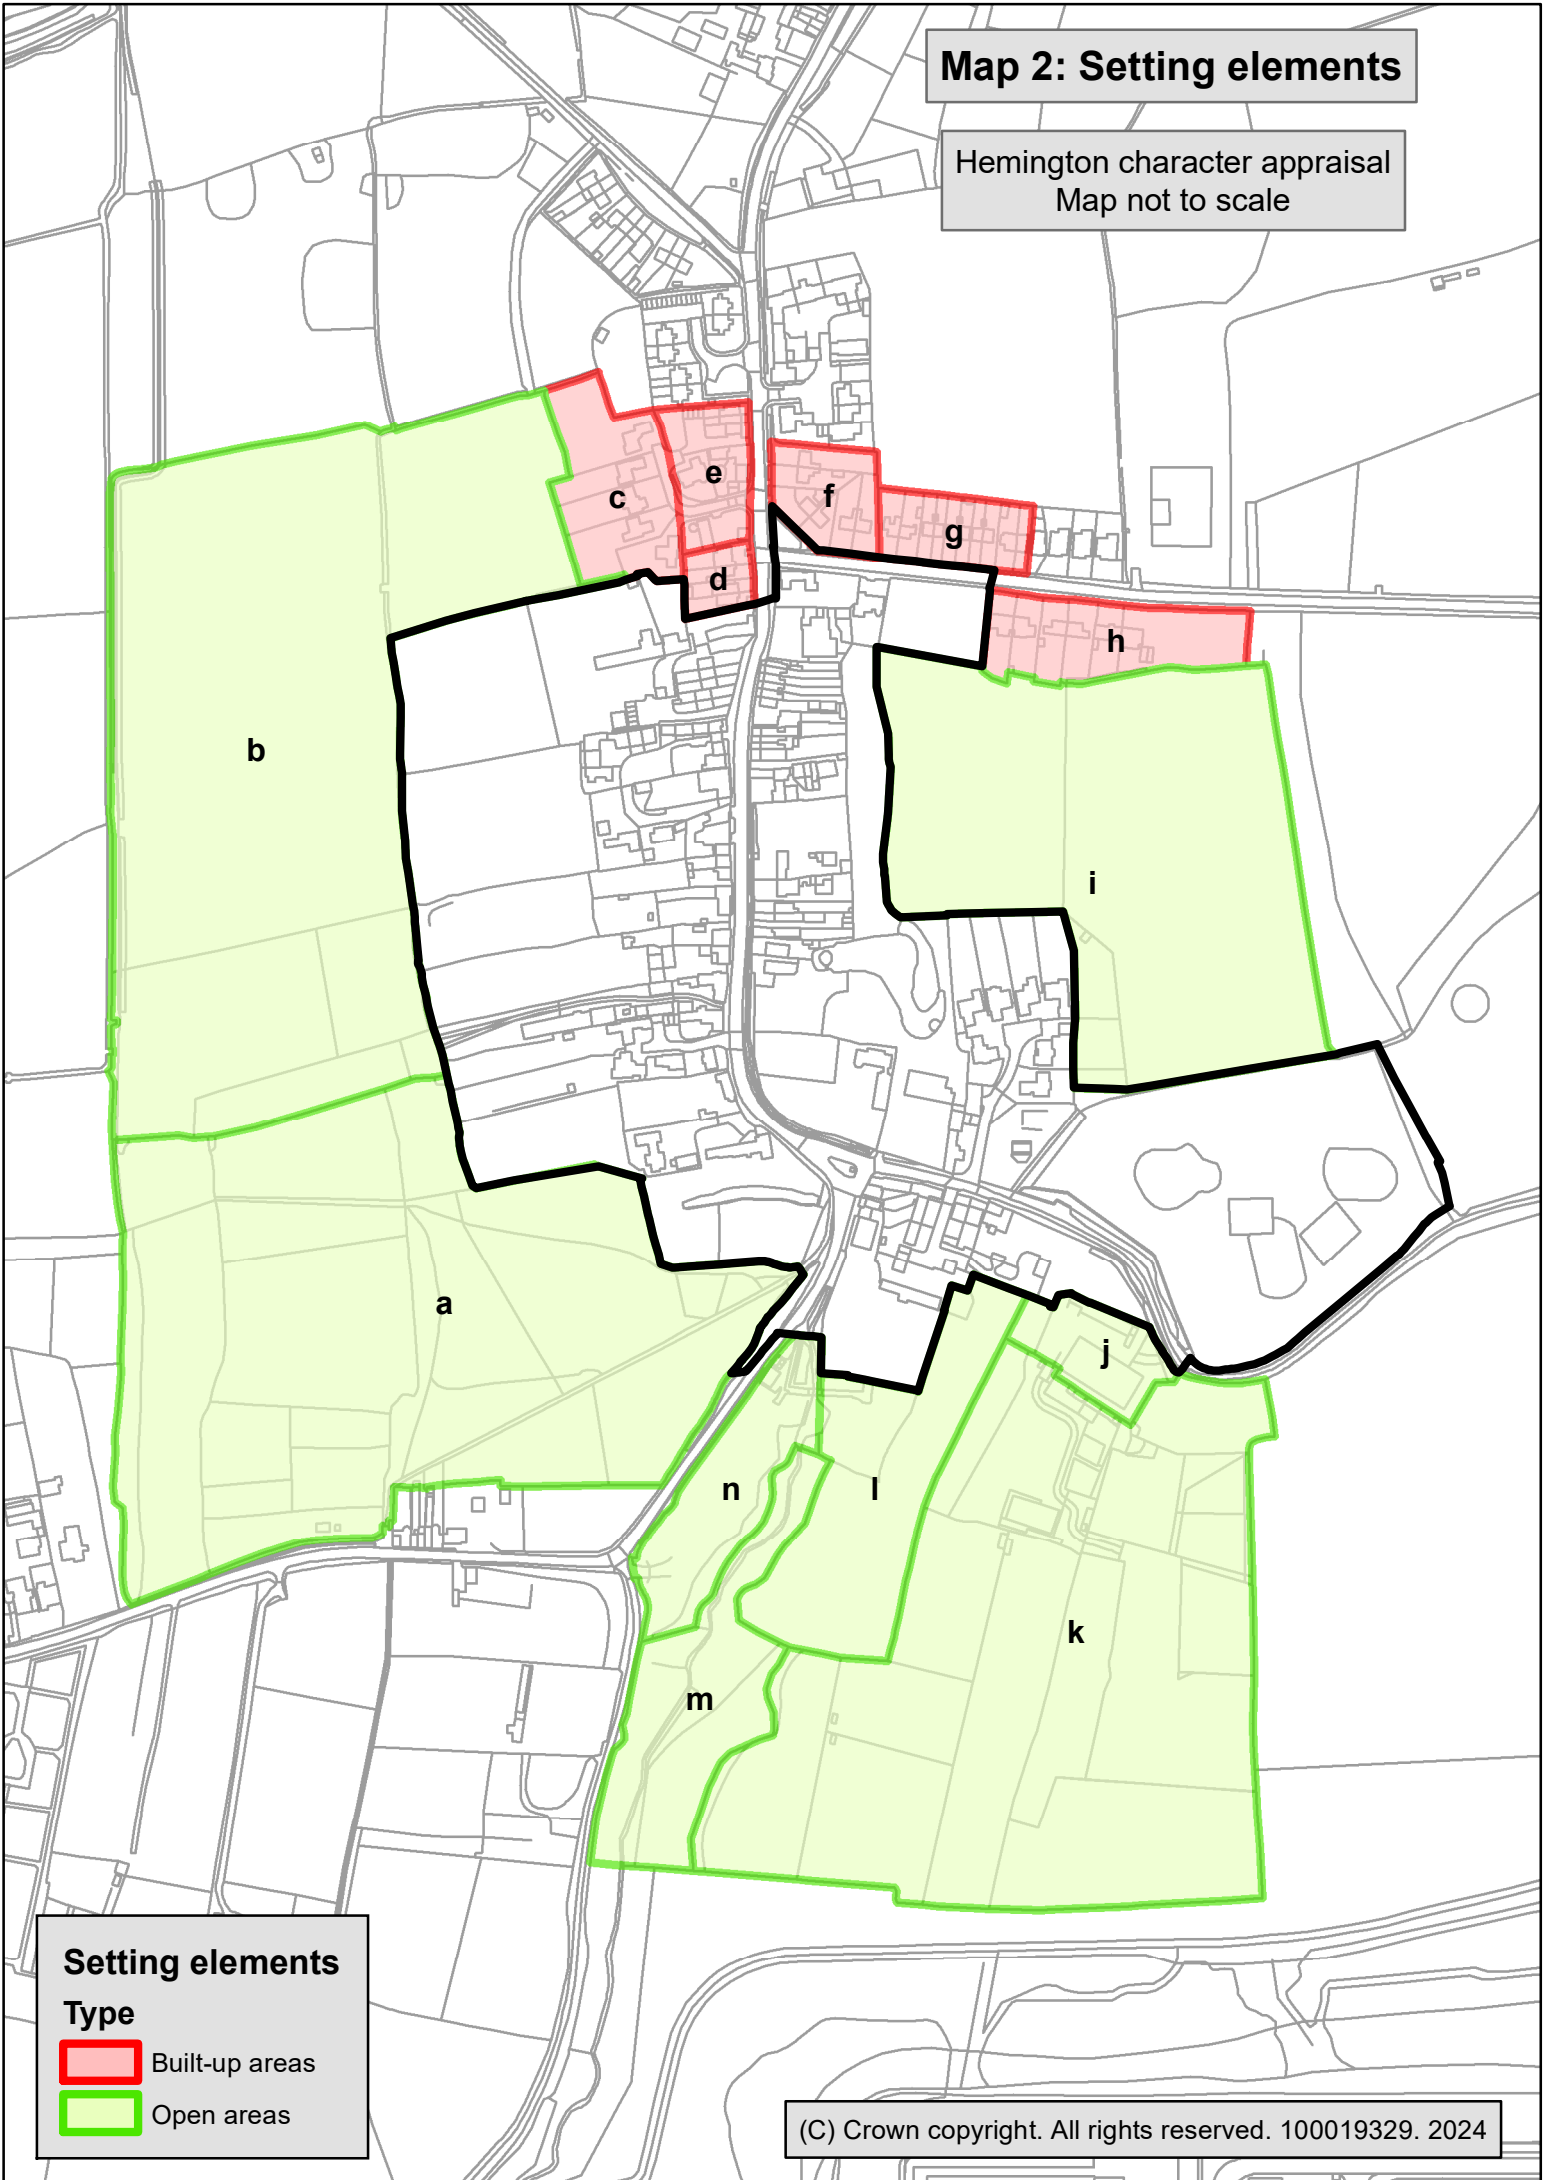 Map 2: Setting elements
Hemington character appraisal
Map not to scale
e
c
f
g
d
h
b
i
a
j
n
l
k
m
Setting elements
Type
Built-up areas
Open areas
(C) Crown copyright. All rights reserved. 100019329. 2024